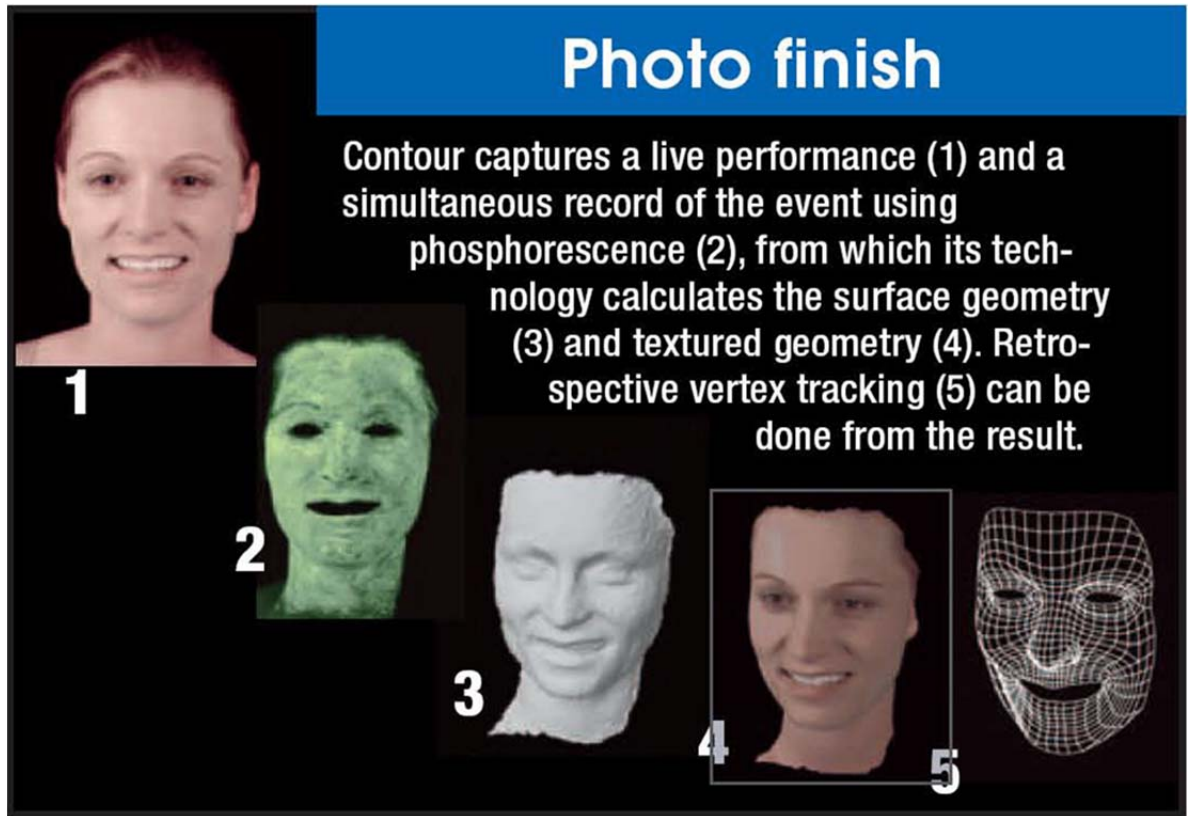 Photo finish
Contour captures a live performance (1) and a
simultaneous record of the event using
phosphorescence (2), from which its tech-
nology calculates the surface geometry
(3) and textured geometry (4). Retro-
spective vertex tracking (5) can be
done from the result.
1
2
3
4
5